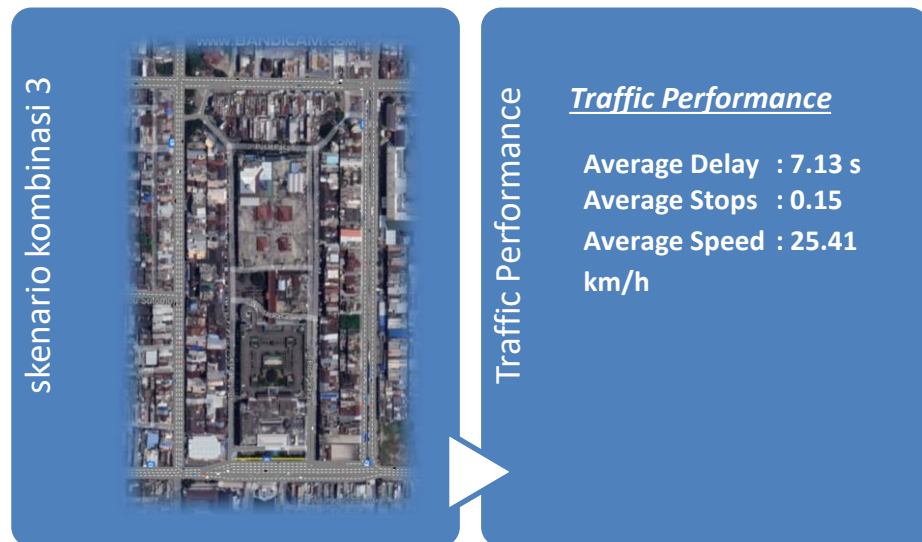 skenario kombinasi 3
www.BANDICAM.com
Traffic Performance
Traffic Performance
Average Delay : 7.13 s
Average Stops : 0.15
Average Speed : 25.41
km/h